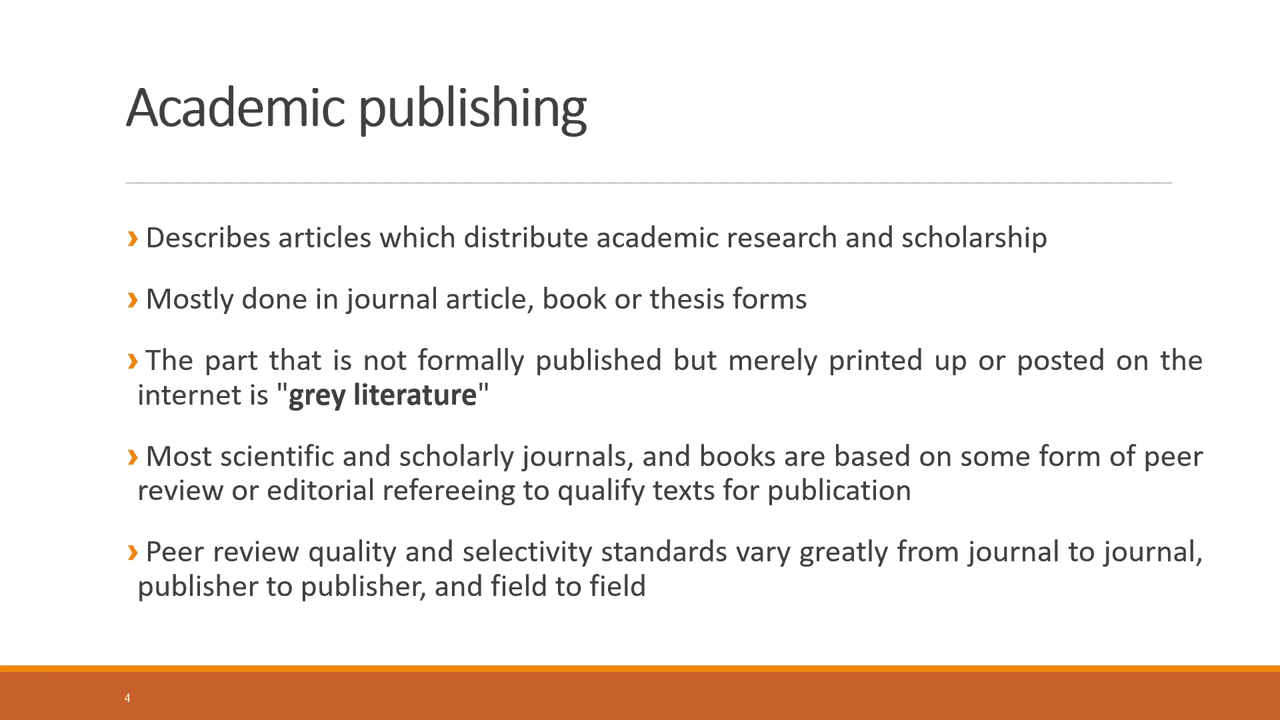 Academic publishing
› Describes articles which distribute academic research and scholarship
› Mostly done in journal article, book or thesis forms
› The part that is not formally published but merely printed up or posted on the
internet is "grey literature"
› Most scientific and scholarly journals, and books are based on some form of peer
review or editorial refereeing to qualify texts for publication
› Peer review quality and selectivity standards vary greatly from journal to journal,
publisher to publisher, and field to field
4